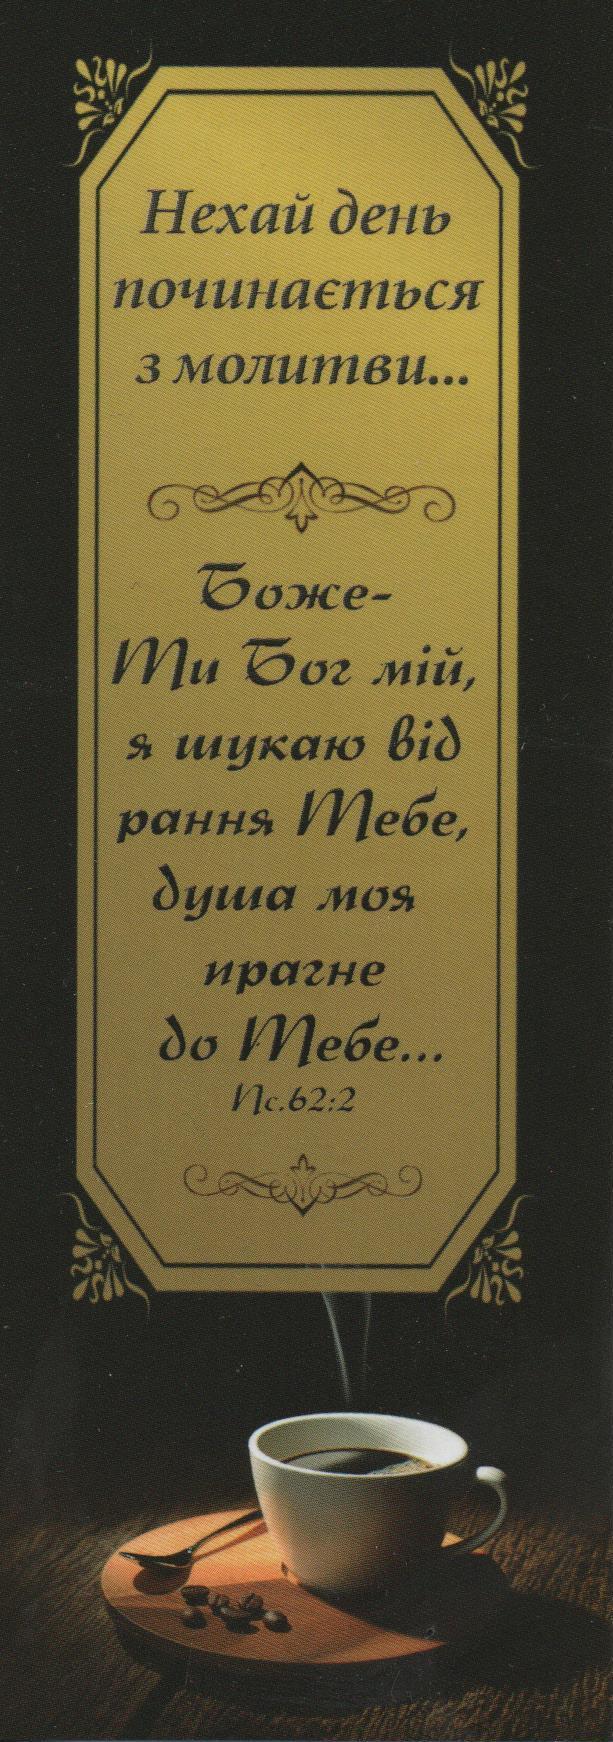 Нехай день
починається
з молитви...
Боже-
Ти Бог мій,
я шукаю від
рання Тебе,
душа моя
прагне
до Тебе...
Пс.62:2